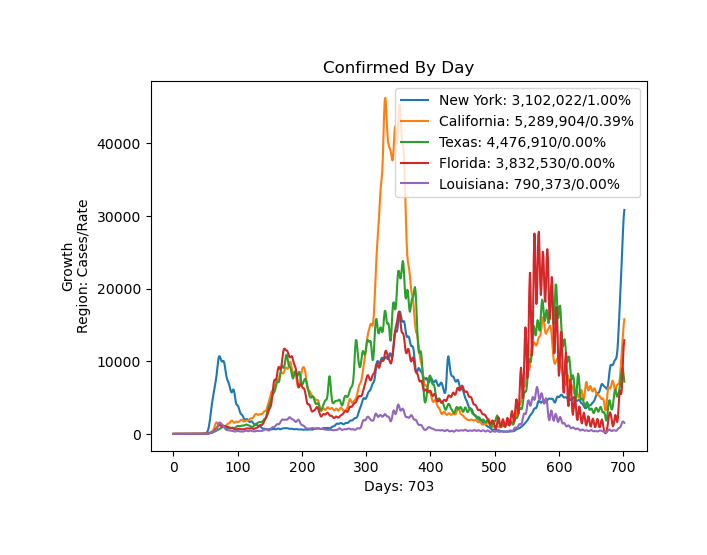 Confirmed By Day
New York: 3,102,022/1.00%
California: 5,289,904/0.39%
Texas: 4,476,910/0.00%
Florida: 3,832,530/0.00%
Louisiana: 790,373/0.00%
Growth
Region: Cases/Rate
40000
30000
20000
10000
0
0 100 200 300 400 500 600 700
Days: 703